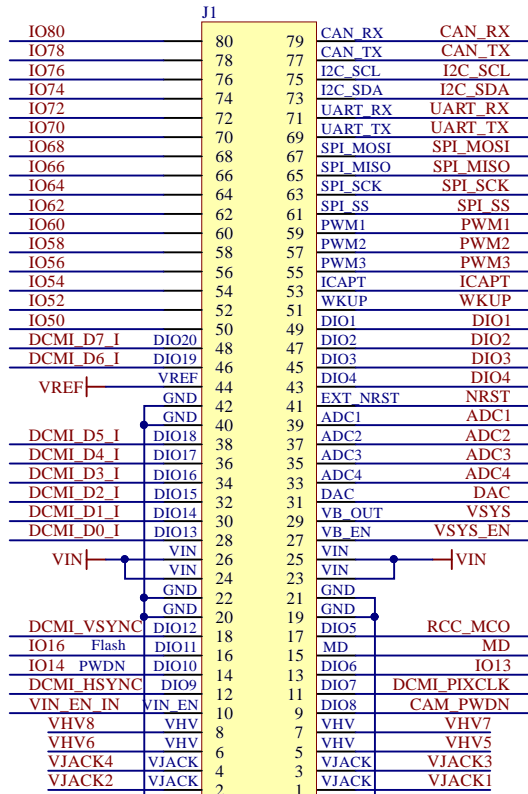 J1
IO80 80 79 CAN_RX CAN_RX
IO78 78 77 CAN_TX CAN_TX
IO76 76 75 I2C_SCL I2C_SCL
IO74 74 73 I2C_SDA I2C_SDA
IO72 72 71 UART_RX UART_RX
IO70 70 69 UART_TX UART_TX
IO68 68 67 SPI_MOSI SPI_MOSI
IO66 66 65 SPI_MISO SPI_MISO
IO64 64 63 SPI_SCK SPI_SCK
IO62 62 61 SPI_SS SPI_SS
IO60 60 59 PWM1 PWM1
IO58 58 57 PWM2 PWM2
IO56 56 55 PWM3 PWM3
IO54 54 53 ICAPT ICAPT
IO52 52 51 WKUP WKUP
IO50 50 49 DIO1 DIO1
DCMI_D7_I DIO20 48 47 DIO2 DIO2
DCMI_D6_I DIO19 46 45 DIO3 DIO3
VREF VREF 44 43 DIO4 DIO4
GND 42 41 EXT_NRST NRST
GND 40 39 ADC1 ADC1
DCMI_D5_I DIO18 38 37 ADC2 ADC2
DCMI_D4_I DIO17 36 35 ADC3 ADC3
DCMI_D3_I DIO16 34 33 ADC4 ADC4
DCMI_D2_I DIO15 32 31 DAC DAC
DCMI_D1_I DIO14 30 29 VB_OUT VSYS
DCMI_D0_I DIO13 28 27 VB_EN VSYS_EN
VIN VIN 26 25 VIN VIN
VIN 24 23 VIN
GND 22 21 GND
GND 20 19 GND
DCMI_VSYNC DIO12 18 17 DIO5 RCC_MCO
IO16 Flash DIO11 16 15 MD MD
IO14 PWDN DIO10 14 13 DIO6 IO13
DCMI_HSYNC DIO9 12 11 DIO7 DCMI_PIXCLK
VIN_EN_IN VIN_EN 10 9 DIO8 CAM_PWDN
VHV8 VHV 8 7 VHV VHV7
VHV6 VHV 6 5 VHV VHV5
VJACK4 VJACK 4 3 VJACK VJACK3
VJACK2 VJACK 2 1 VJACK VJACK1